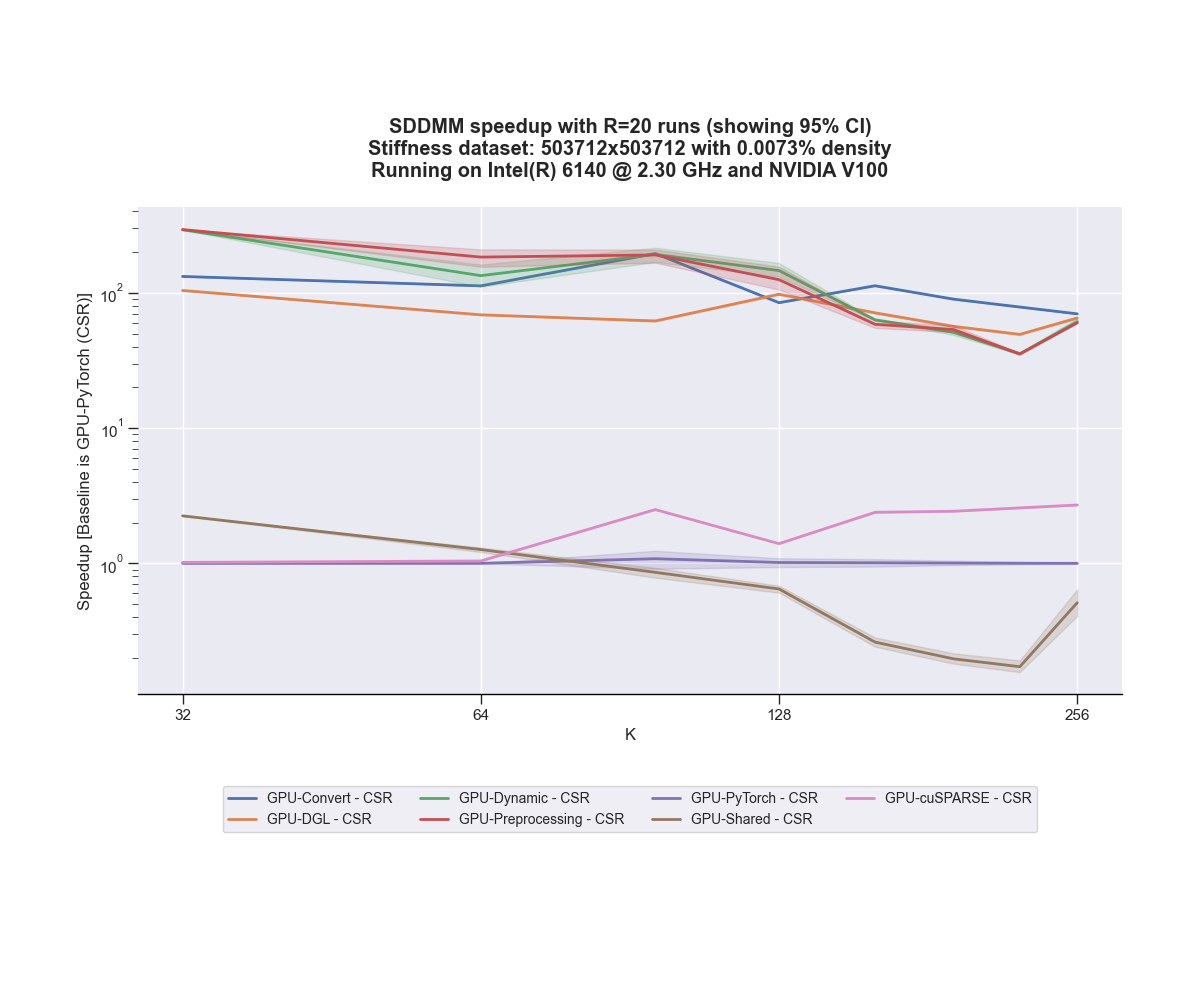 SDDMM speedup with R=20 runs (showing 95% CI)
Stiffness dataset: 503712x503712 with 0.0073% density
Running on Intel(R) 6140 @ 2.30 GHz and NVIDIA V100
Speedup [Baseline is GPU-PyTorch (CSR)]
10^2
10^1
10^0
32 64 128 256
K
GPU-Convert - CSR GPU-Dynamic - CSR GPU-PyTorch - CSR GPU-cuSPARSE - CSR
GPU-DGL - CSR GPU-Preprocessing - CSR GPU-Shared - CSR